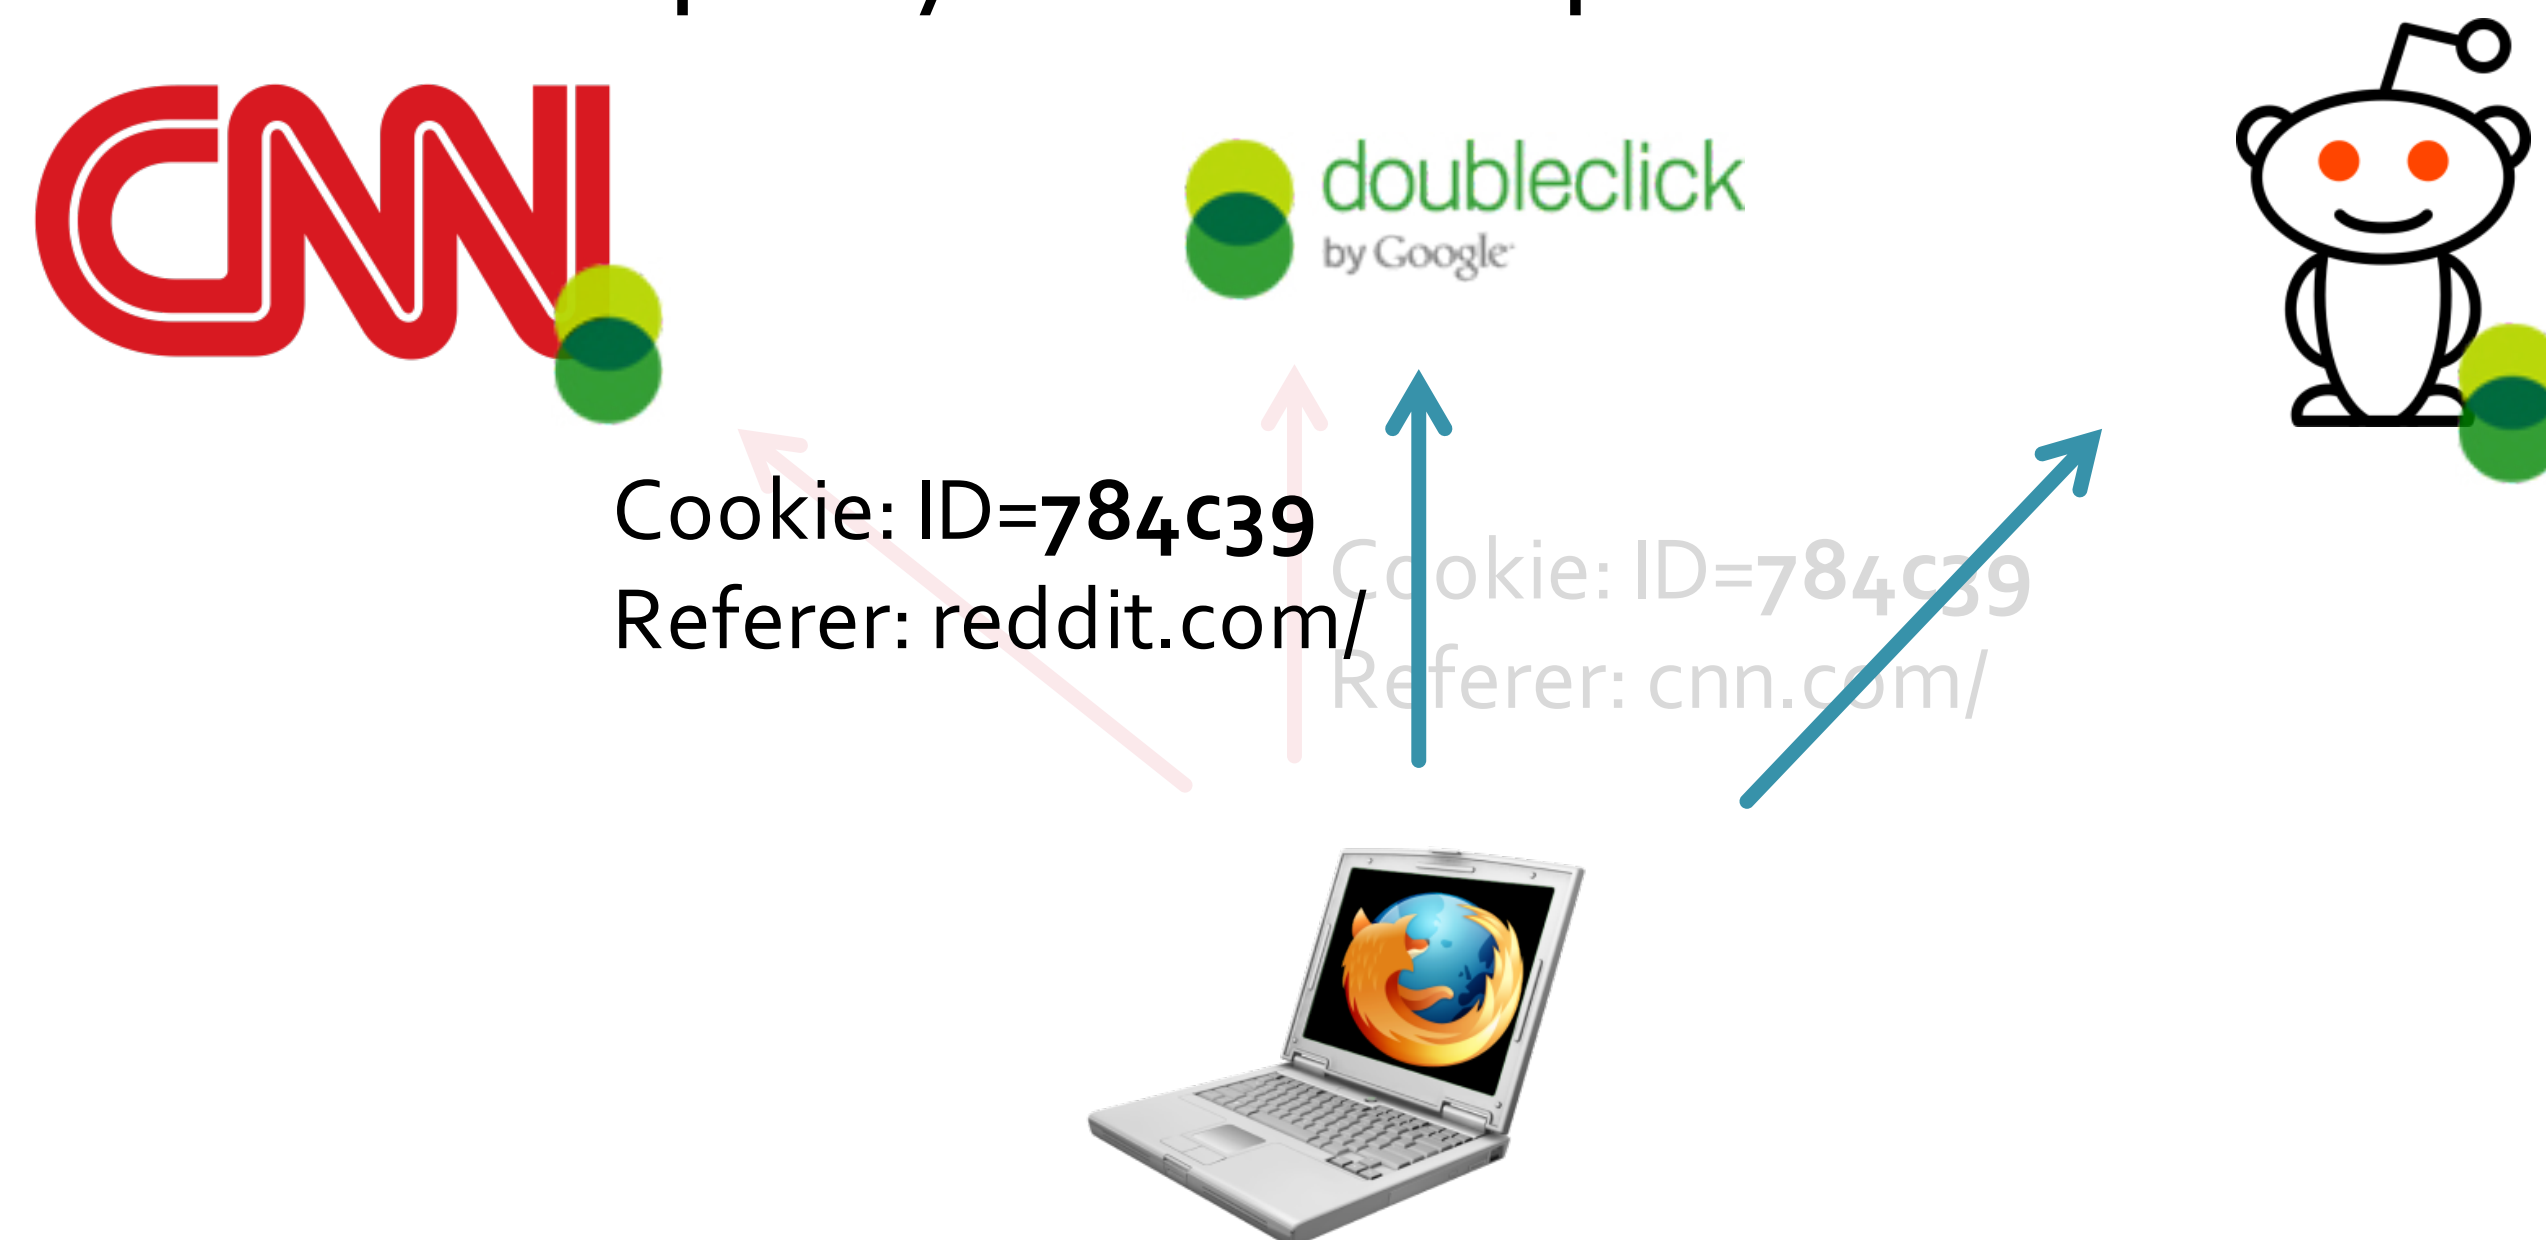 CNN
doubleclick
by Google
Cookie: ID=784c39
Referer: reddit.com/
Cookie: ID=784c39
Referer: cnn.com/